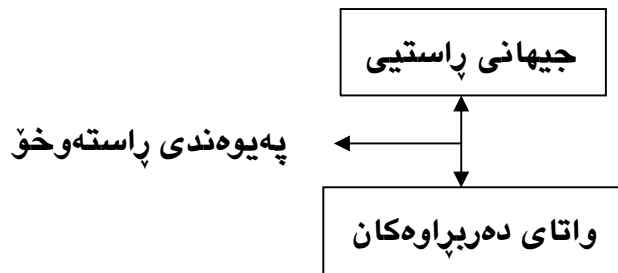 جیهانی ڕاستیی
پەیوەندی ڕاستەوخۆ
واتای دەربڕاوەکان